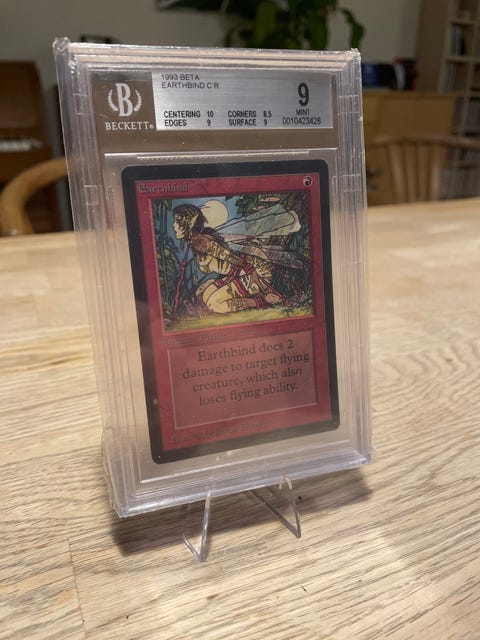 1993 BETA
EARTHBIND C R
9
MINT
CENTERING 10 CORNERS 8.5
EDGES 9 SURFACE 9
0010423426
B
BECKETT®
Earthbind
Earthbind does 2
damage to target flying
creature, which also
loses flying ability.
Illus.